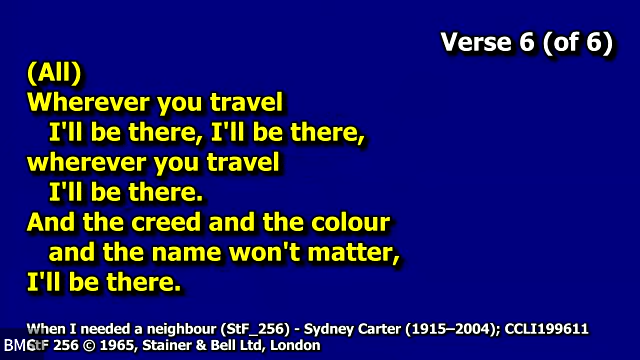 Verse 6 (of 6)
(All)
Wherever you travel
I'll be there, I'll be there,
wherever you travel
I'll be there.
And the creed and the colour
and the name won't matter,
I'll be there.
When I needed a neighbour (StF_256) - Sydney Carter (1915–2004); CCLI199611
StF 256 © 1965, Stainer & Bell Ltd, London